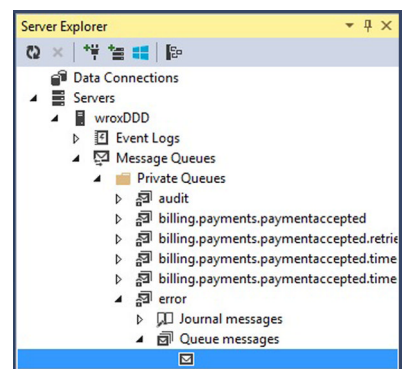 Server Explorer
Data Connections
Servers
wroxDDD
Event Logs
Message Queues
Private Queues
audit
billing.payments.paymentaccepted
billing.payments.paymentaccepted.retrie
billing.payments.paymentaccepted.time
billing.payments.paymentaccepted.time
error
Journal messages
Queue messages